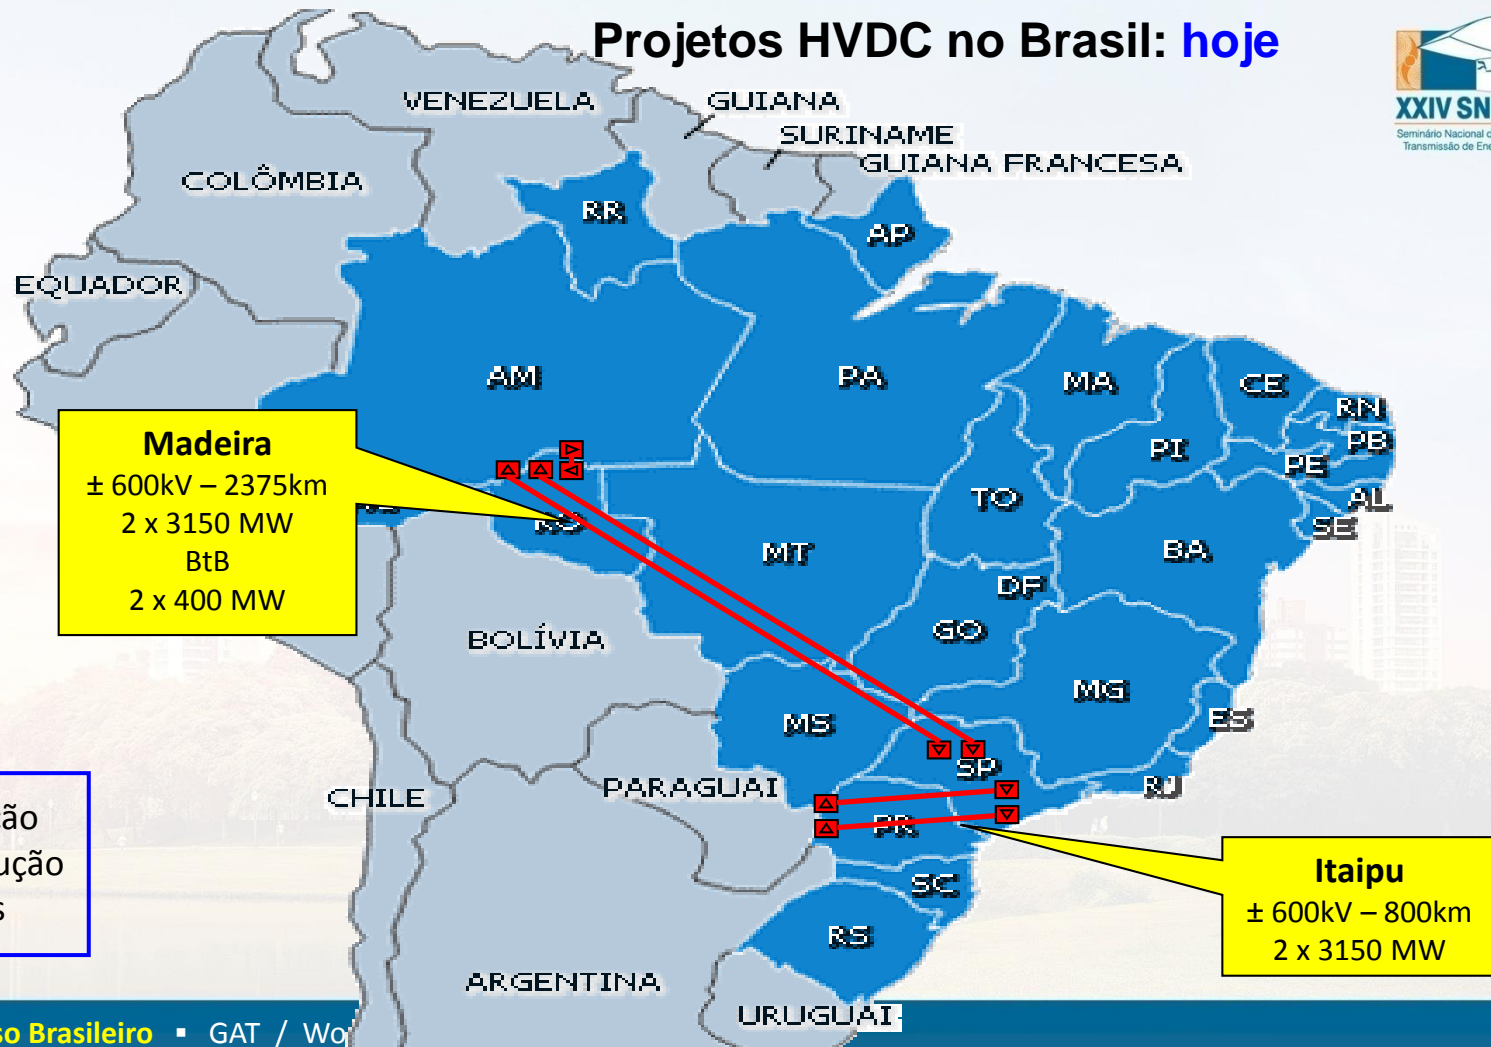 Projetos HVDC no Brasil: hoje
XXIV SN
Seminário Nacional
Transmissão de Ene
VENEZUELA
GUIANA
SURINAME
GUIANA FRANCESA
COLÔMBIA
RR
AP
EQUADOR
AM
PA
MA
CE
RN
PB
PI
PE
AL
SE
TO
BA
Madeira
± 600kV – 2375km
2 x 3150 MW
BtB
2 x 400 MW
RO
MT
DF
GO
BOLÍVIA
MG
ES
MS
SP
RJ
PARAGUAI
CHILE
PR
SC
RS
Itaipu
± 600kV – 800km
2 x 3150 MW
ão
ução
s
ARGENTINA
URUGUAI
so Brasileiro ▪ GAT / Wo